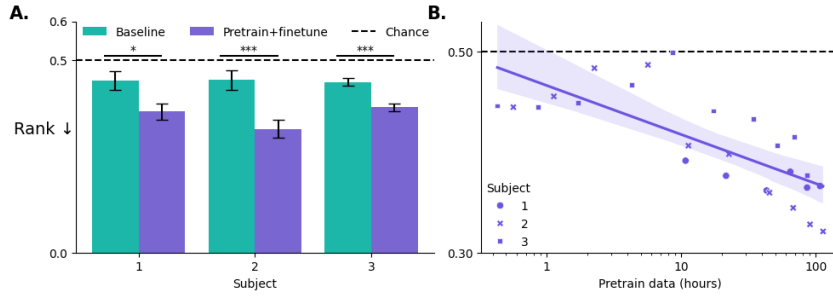 A.
Baseline
Pretrain+finetune
Chance
* *** ***
0.6
0.5
0.0
Rank ↓
1 2 3
Subject
B.
0.50
0.30
Subject
1
2
3
1 10 100
Pretrain data (hours)